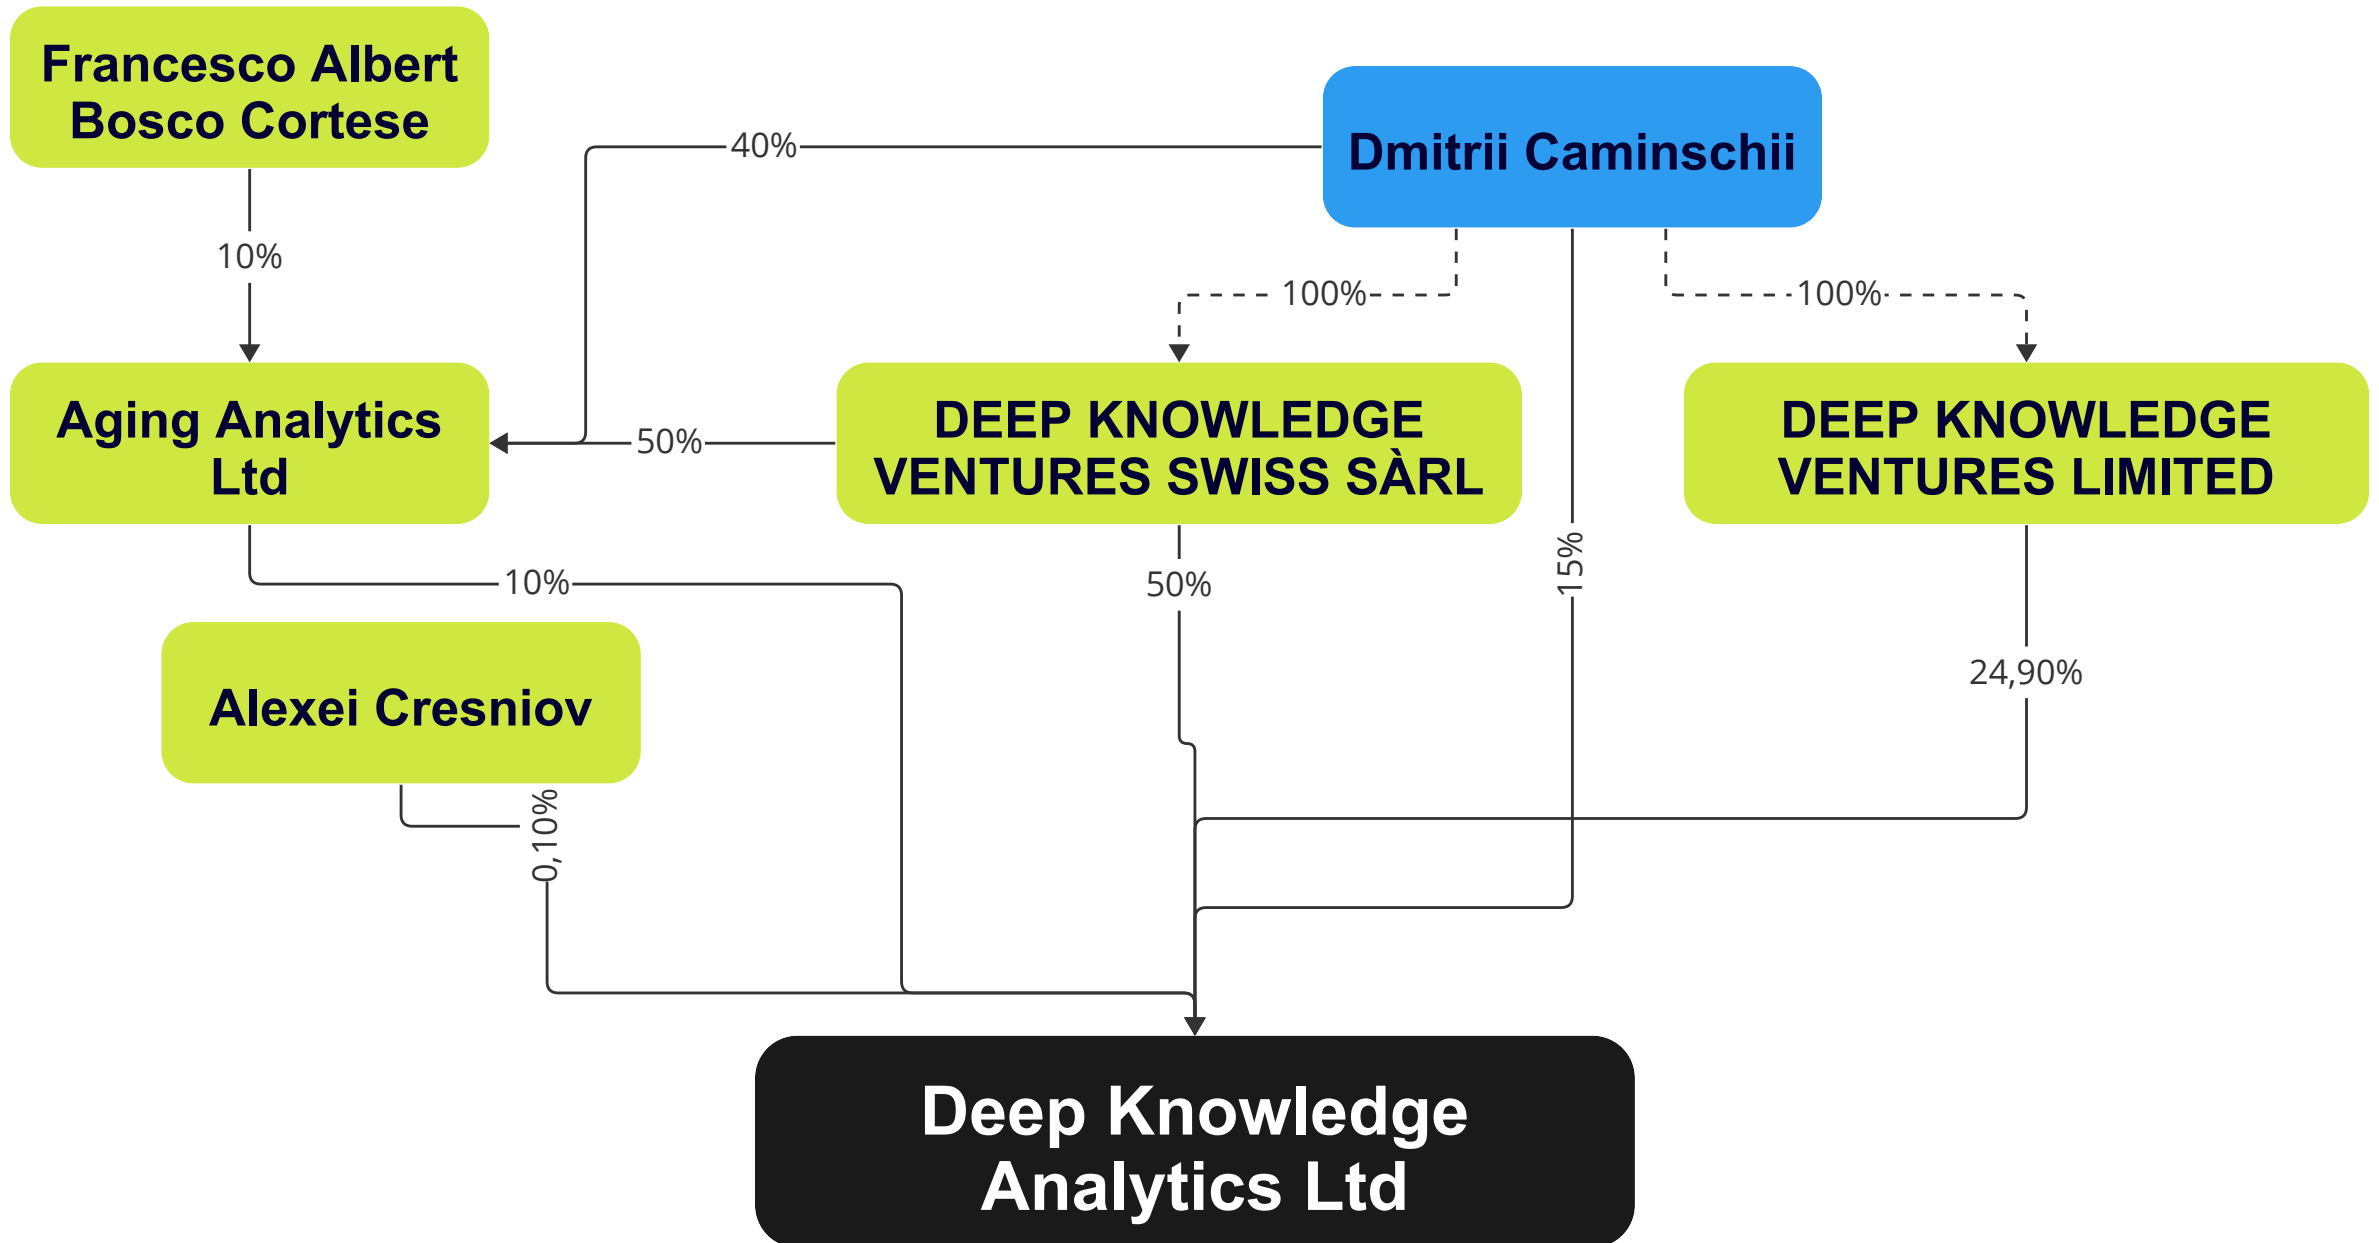 Francesco Albert
Bosco Cortese
Dmitrii Caminschii
40%
10%
100%
100%
Aging Analytics
Ltd
50%
DEEP KNOWLEDGE
VENTURES SWISS SÀRL
DEEP KNOWLEDGE
VENTURES LIMITED
10%
50%
15%
24,90%
Alexei Cresniov
0,10%
Deep Knowledge
Analytics Ltd